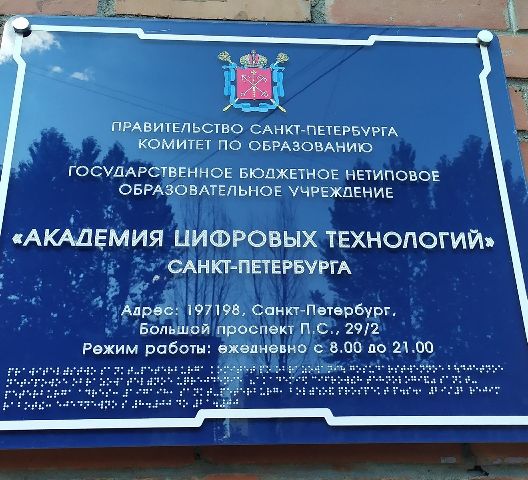 ПРАВИТЕЛЬСТВО САНКТ-ПЕТЕРБУРГА
КОМИТЕТ ПО ОБРАЗОВАНИЮ
ГОСУДАРСТВЕННОЕ БЮДЖЕТНОЕ НЕТИПОВОЕ
ОБРАЗОВАТЕЛЬНОЕ УЧРЕЖДЕНИЕ
«АКАДЕМИЯ ЦИФРОВЫХ ТЕХНОЛОГИЙ»
САНКТ-ПЕТЕРБУРГА
Адрес: 197198, Санкт-Петербург,
Большой проспект П.С., 29/2
Режим работы: ежедневно с 8.00 до 21.00